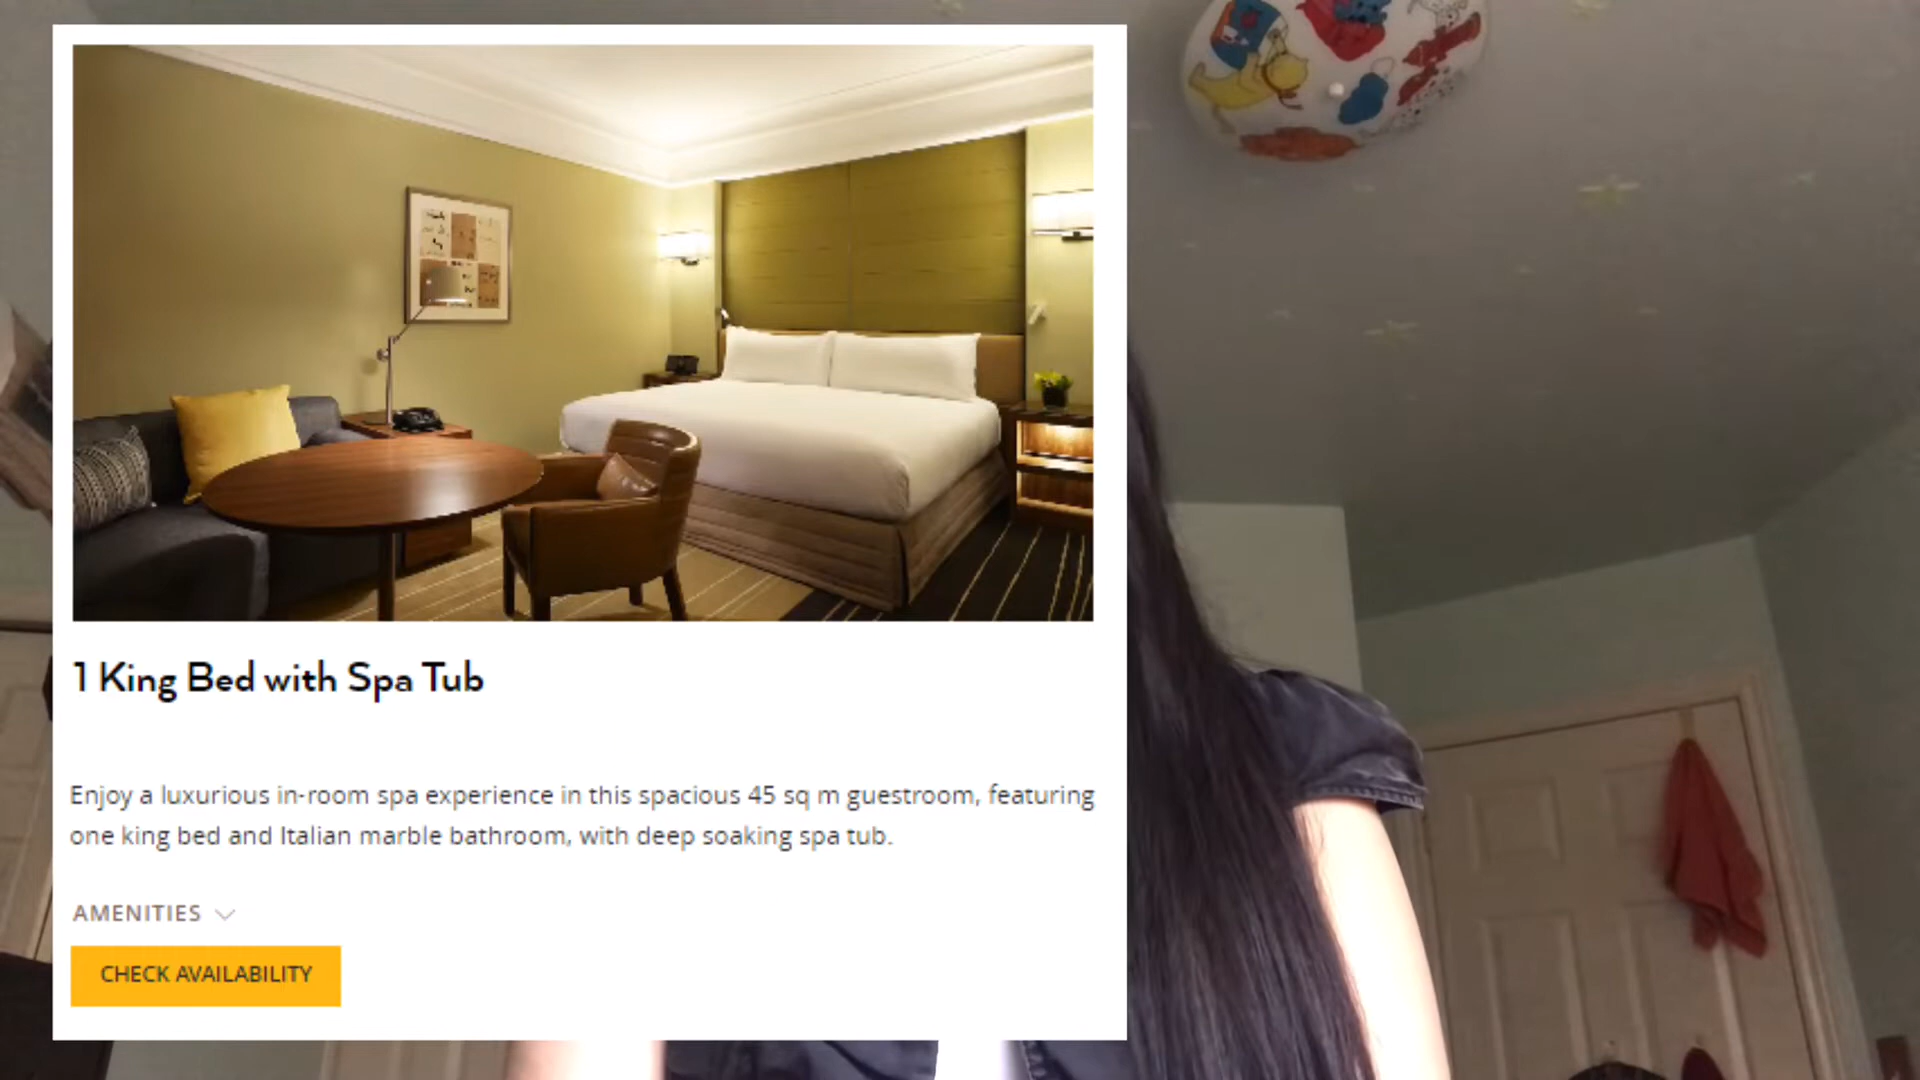 1 King Bed with Spa Tub
Enjoy a luxurious in-room spa experience in this spacious 45 sq m guestroom, featuring
one king bed and Italian marble bathroom, with deep soaking spa tub.
AMENITIES
CHECK AVAILABILITY